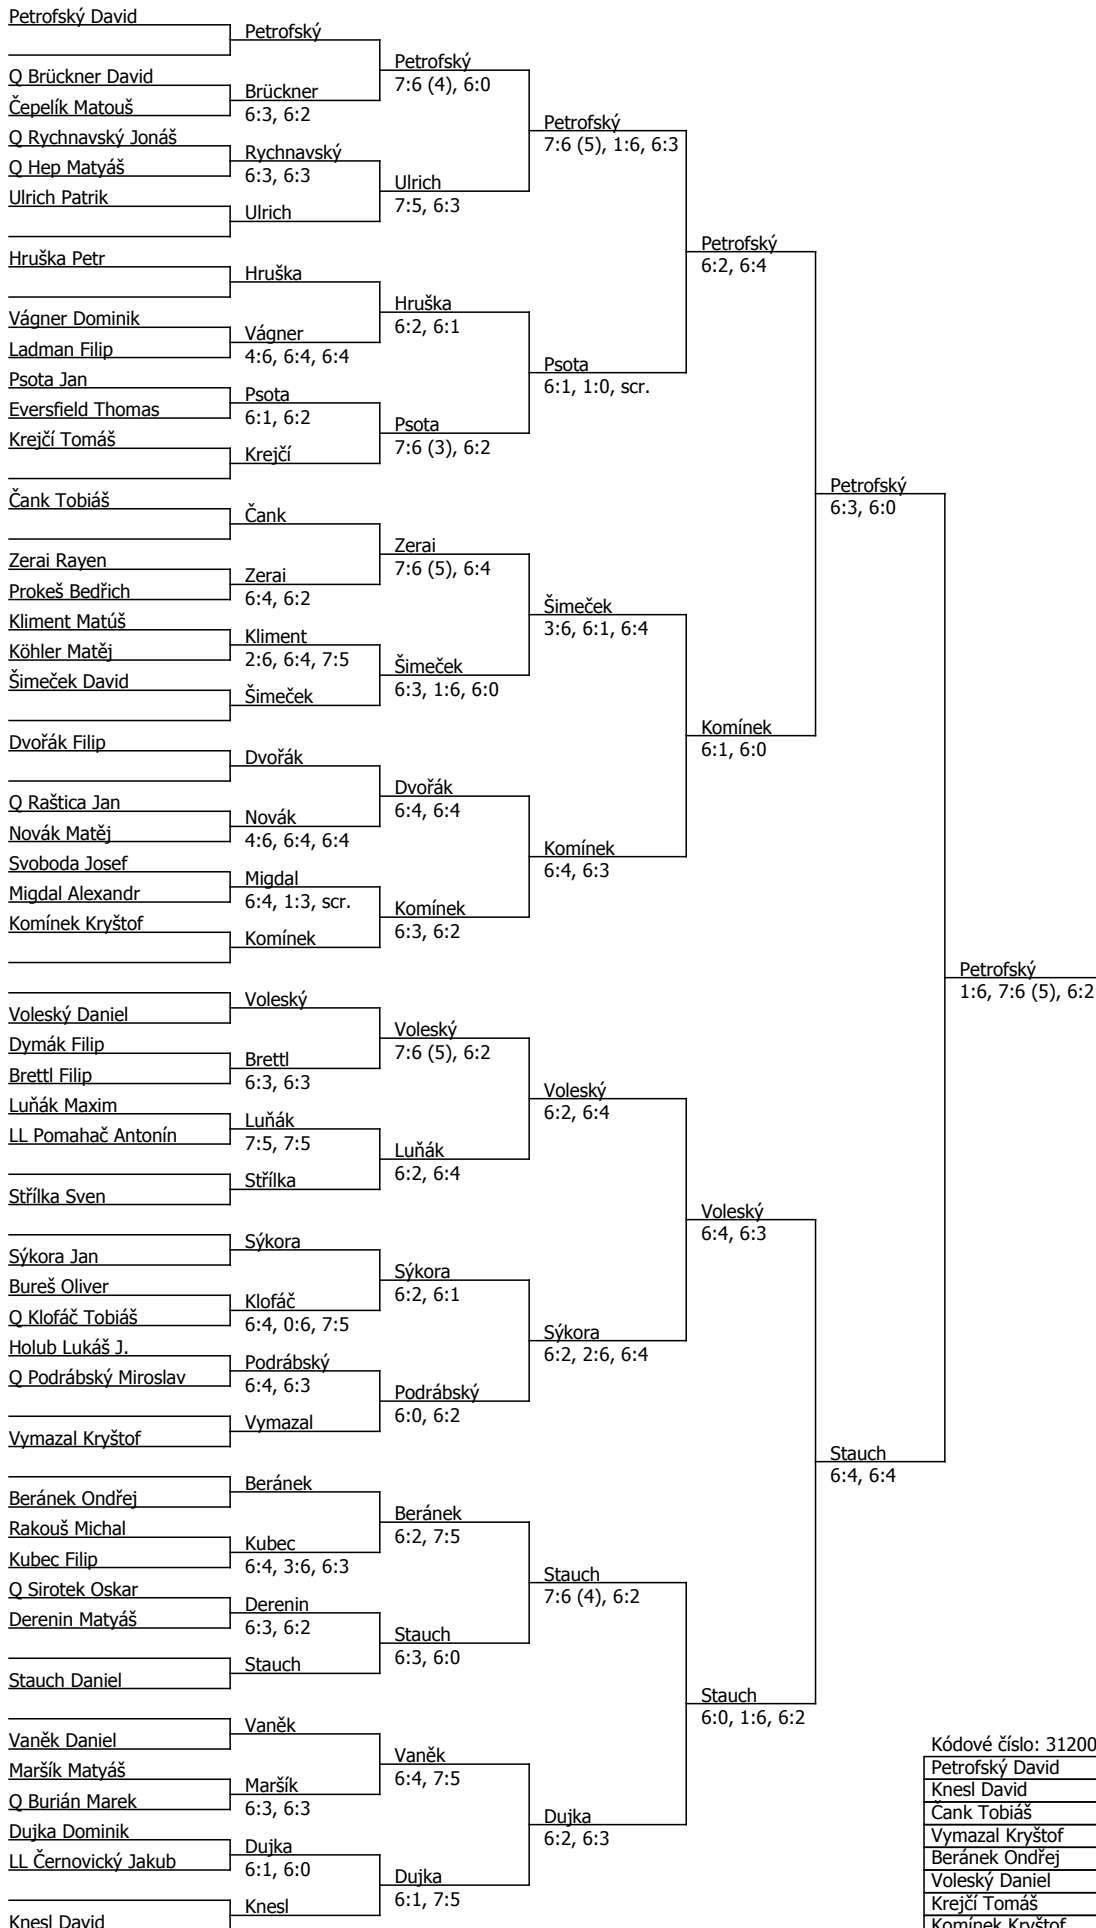 Petrofský David
Q Brückner David
Čepelík Matouš
Q Rychnavský Jonáš
Q Hep Matyáš
Ulrich Patrik
Hruška Petr
Vágner Dominik
Ladman Filip
Psota Jan
Eversfield Thomas
Krejčí Tomáš
Čank Tobiáš
Zerai Rayen
Prokeš Bedřich
Kliment Matúš
Köhler Matěj
Šimeček David
Dvořák Filip
Q Raštica Jan
Novák Matěj
Svoboda Josef
Migdal Alexandr
Komínek Kryštof
Voleský Daniel
Dymák Filip
Brettl Filip
Luňák Maxim
LL Pomahač Antonín
Střílka Sven
Sýkora Jan
Bureš Oliver
Q Klofáč Tobiáš
Holub Lukáš J.
Q Podrábský Miroslav
Vymazal Kryštof
Beránek Ondřej
Rakouš Michal
Kubec Filip
Q Sirotek Oskar
Derenin Matyáš
Stauch Daniel
Vaněk Daniel
Maršík Matyáš
Q Burián Marek
Dujka Dominik
LL Černovický Jakub
Knesl David
Petrofský
Brückner
6:3, 6:2
Rychnavský
6:3, 6:3
Ulrich
Hruška
Vágner
4:6, 6:4, 6:4
Psota
6:1, 6:2
Krejčí
Čank
Zerai
6:4, 6:2
Kliment
2:6, 6:4, 7:5
Šimeček
Dvořák
Novák
4:6, 6:4, 6:4
Migdal
6:4, 1:3, scr.
Komínek
Voleský
Brettl
6:3, 6:3
Luňák
7:5, 7:5
Střílka
Sýkora
Klofáč
6:4, 0:6, 7:5
Podrábský
6:4, 6:3
Vymazal
Beránek
Kubec
6:4, 3:6, 6:3
Derenin
6:3, 6:2
Stauch
Vaněk
Maršík
6:3, 6:3
Dujka
6:1, 6:0
Knesl
Petrofský
7:6 (4), 6:0
Ulrich
7:5, 6:3
Hruška
6:2, 6:1
Psota
7:6 (3), 6:2
Zerai
7:6 (5), 6:4
Šimeček
6:3, 1:6, 6:0
Dvořák
6:4, 6:4
Komínek
6:3, 6:2
Voleský
7:6 (5), 6:2
Luňák
6:2, 6:4
Sýkora
6:2, 6:1
Podrábský
6:0, 6:2
Beránek
6:2, 7:5
Stauch
6:3, 6:0
Vaněk
6:4, 7:5
Dujka
6:1, 7:5
Petrofský
7:6 (5), 1:6, 6:3
Psota
6:1, 1:0, scr.
Šimeček
3:6, 6:1, 6:4
Komínek
6:4, 6:3
Voleský
6:2, 6:4
Sýkora
6:2, 2:6, 6:4
Stauch
7:6 (4), 6:2
Dujka
6:2, 6:3
Petrofský
6:2, 6:4
Komínek
6:1, 6:0
Voleský
6:4, 6:3
Stauch
6:0, 1:6, 6:2
Petrofský
6:3, 6:0
Stauch
6:4, 6:4
Petrofský
1:6, 7:6 (5), 6:2
Kódové číslo: 31200
Petrofský David
Knesl David
Čank Tobiáš
Vymazal Kryštof
Beránek Ondřej
Voleský Daniel
Krejčí Tomáš
Komínek Kryštof